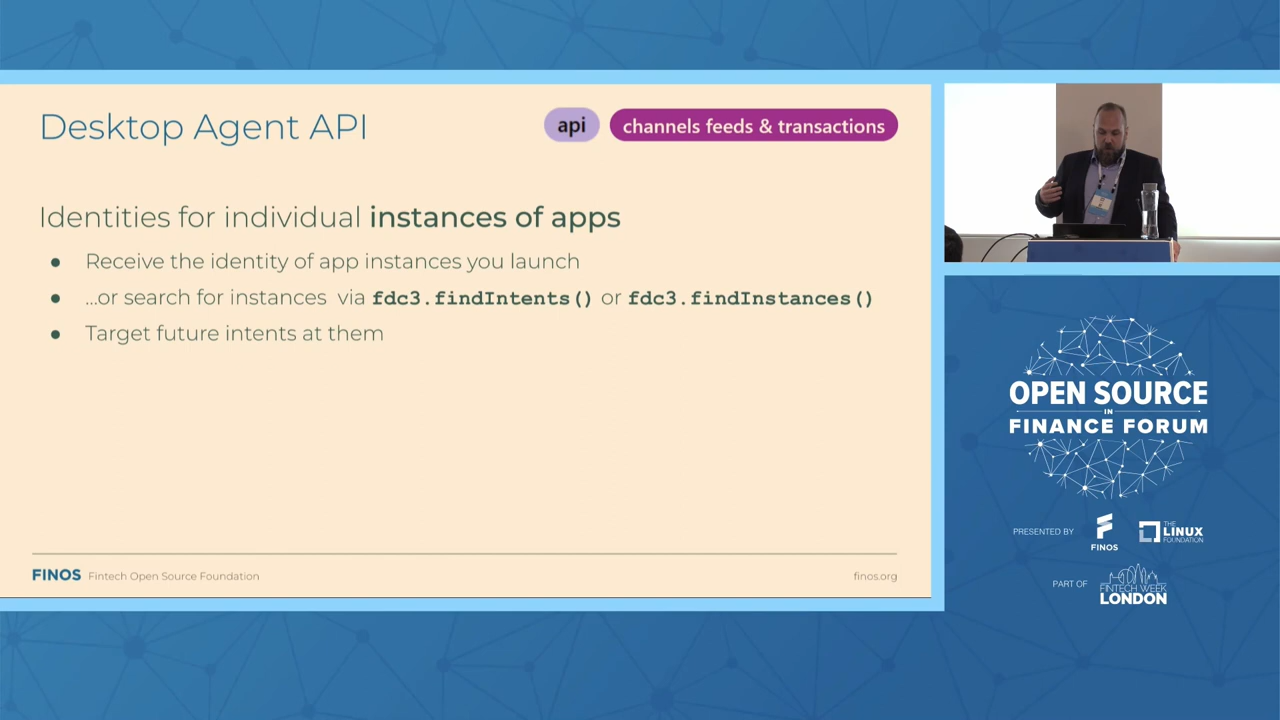 Desktop Agent API
api
channels feeds & transactions
Identities for individual instances of apps
● Receive the identity of app instances you launch
● …or search for instances via fdc3.findIntents() or fdc3.findInstances()
● Target future intents at them
FINOS Fintech Open Source Foundation
finos.org
OPEN SOURCE
IN
FINANCE FORUM
PRESENTED BY
FINOS
THE
LINUX
FOUNDATION
PART OF
FINTECH WEEK
LONDON